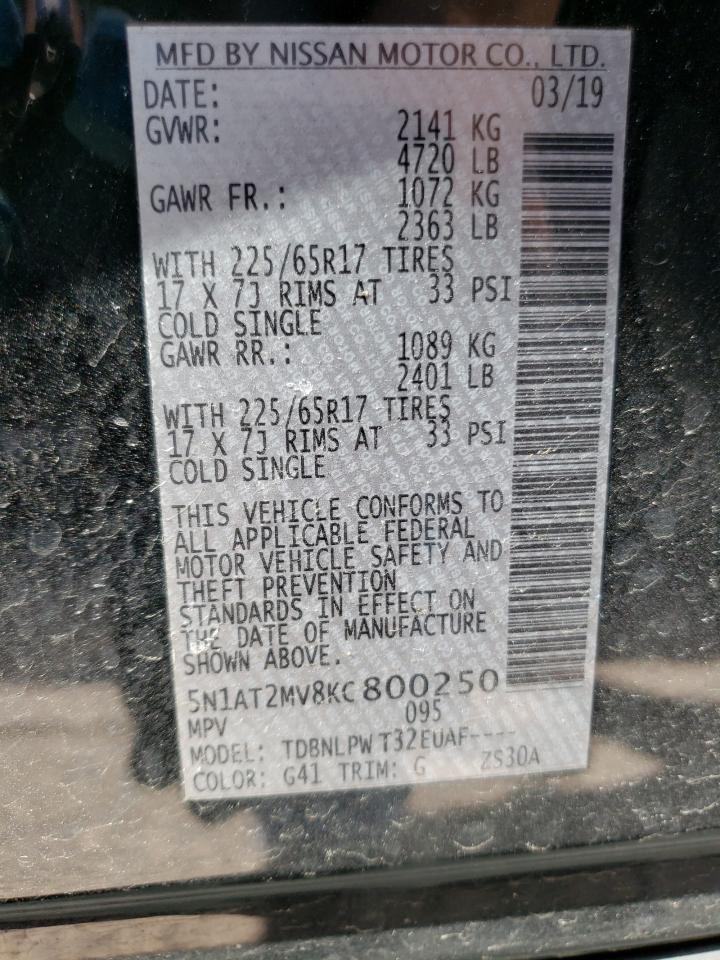 MFD BY NISSAN MOTOR CO., LTD.
DATE: 03/19
GVWR: 2141 KG
4720 LB
GAWR FR.: 1072 KG
2363 LB
WITH 225/65R17 TIRES
17 X 7J RIMS AT 33 PSI
COLD SINGLE
GAWR RR.: 1089 KG
2401 LB
WITH 225/65R17 TIRES
17 X 7J RIMS AT 33 PSI
COLD SINGLE
THIS VEHICLE CONFORMS TO
ALL APPLICABLE FEDERAL
MOTOR VEHICLE SAFETY AND
THEFT PREVENTION
STANDARDS IN EFFECT ON
THE DATE OF MANUFACTURE
SHOWN ABOVE.
5N1AT2MV8KC800250
MPV 095
MODEL: TDBNLPW T32EUAF----
COLOR: G41 TRIM: G ZS30A